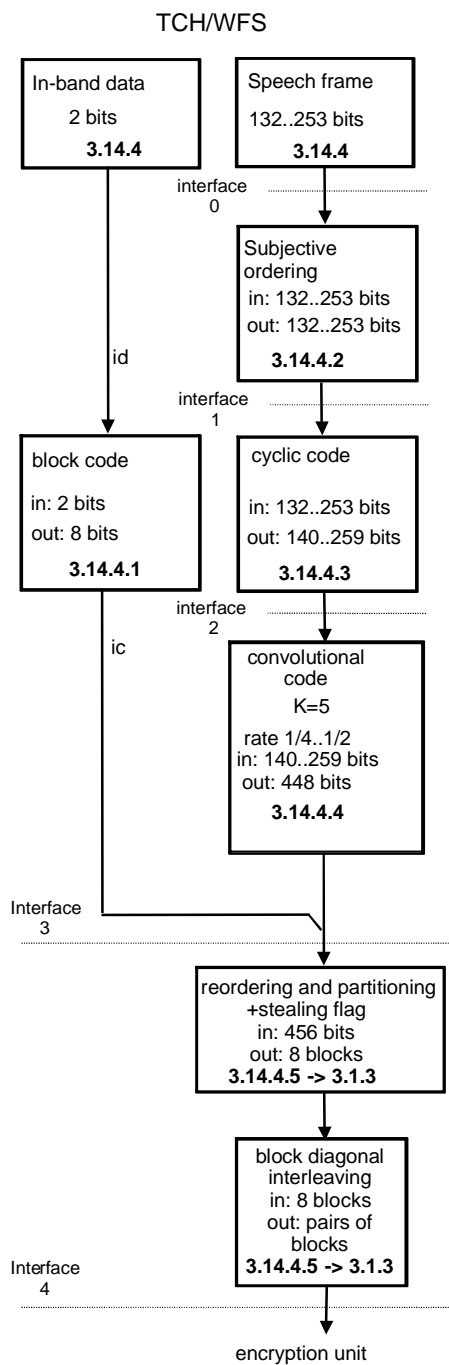 TCH/WFS
In-band data
2 bits
3.14.4
Speech frame
132..253 bits
3.14.4
interface
0
Subjective
ordering
in: 132..253 bits
out: 132..253 bits
3.14.4.2
id
interface
1
block code
in: 2 bits
out: 8 bits
3.14.4.1
cyclic code
in: 132..253 bits
out: 140..259 bits
3.14.4.3
interface
2
ic
convolutional
code
K=5
rate 1/4..1/2
in: 140..259 bits
out: 448 bits
3.14.4.4
Interface
3
reordering and partitioning
+stealing flag
in: 456 bits
out: 8 blocks
3.14.4.5 -> 3.1.3
block diagonal
interleaving
in: 8 blocks
out: pairs of
blocks
3.14.4.5 -> 3.1.3
Interface
4
encryption unit